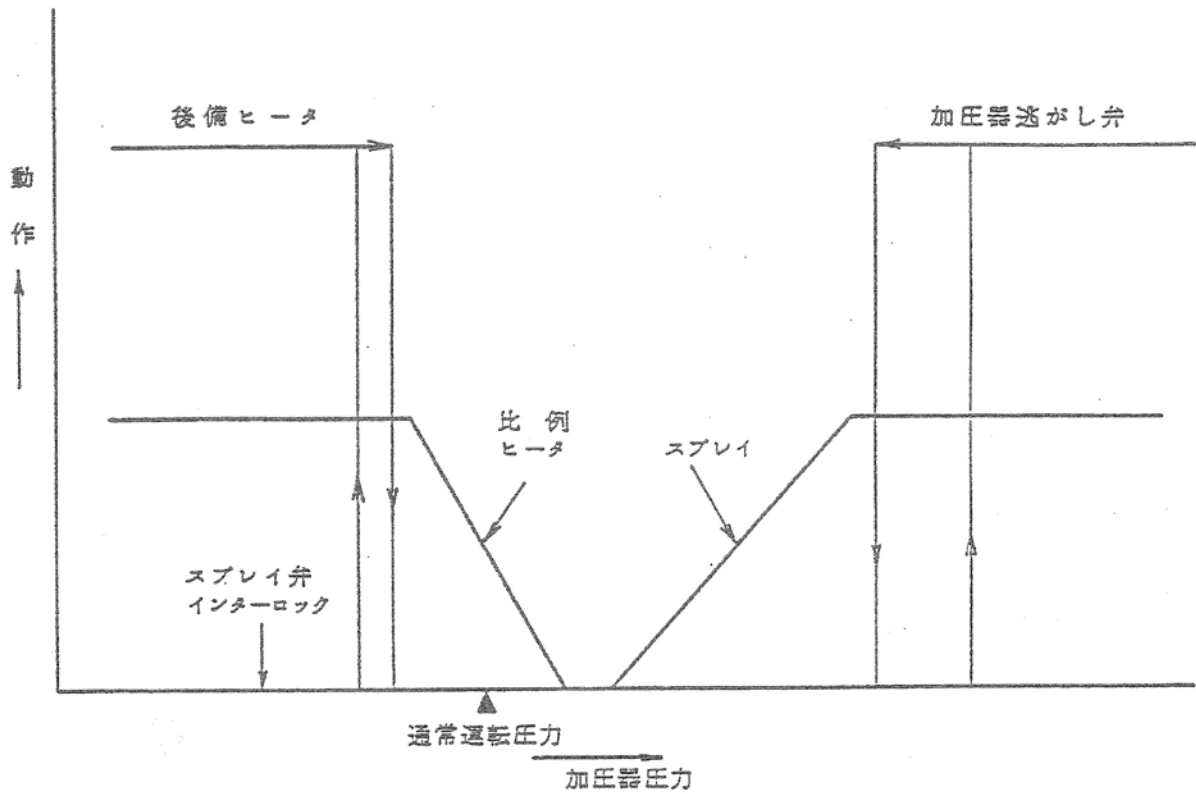 後備ヒータ
加圧器逃がし弁
動作
比例
ヒータ
スプレイ
スプレイ弁
インターロック
通常運転圧力
加圧器圧力